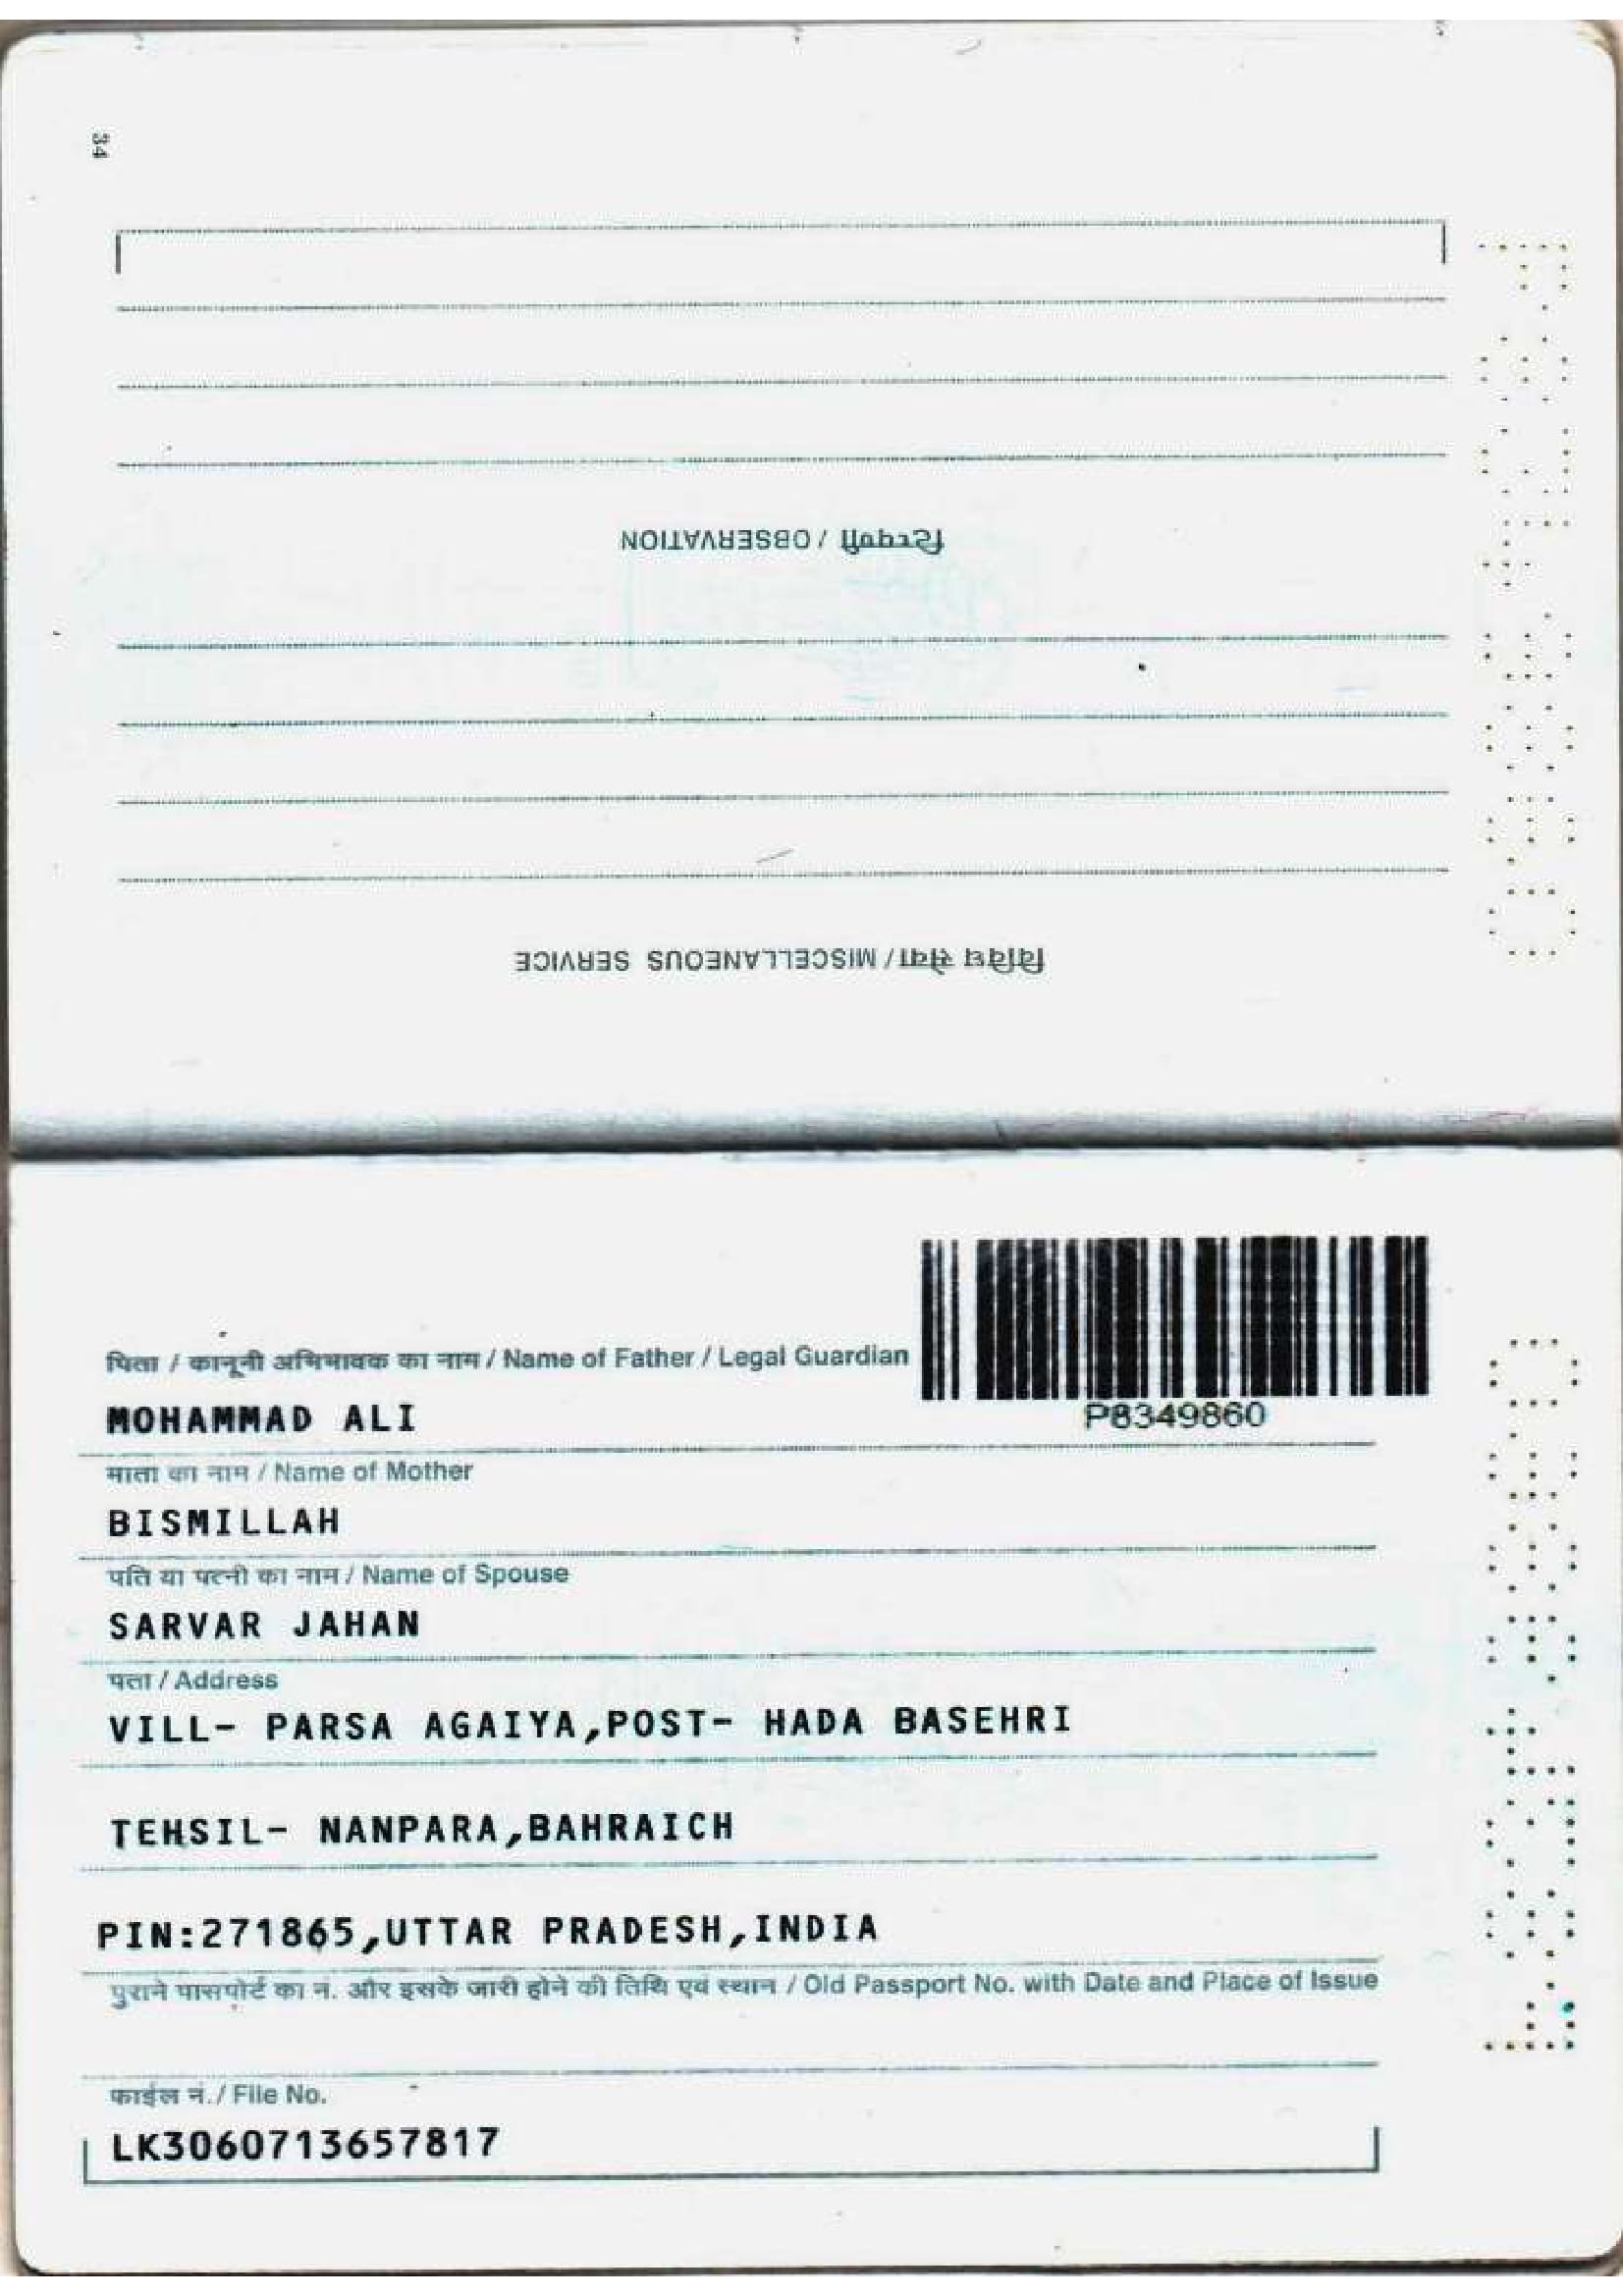 34
टिप्पणी / OBSERVATION
विविध सेवा / MISCELLANEOUS SERVICE
पिता / कानूनी अभिभावक का नाम / Name of Father / Legal Guardian
P8349860
MOHAMMAD ALI
माता का नाम / Name of Mother
BISMILLAH
पति या पत्नी का नाम / Name of Spouse
SARVAR JAHAN
पता / Address
VILL- PARSA AGAIYA,POST- HADA BASEHRI
TEHSIL- NANPARA,BAHRAICH
PIN:271865,UTTAR PRADESH,INDIA
पुराने पासपोर्ट का नं. और इसके जारी होने की तिथि एवं स्थान / Old Passport No. with Date and Place of Issue
फाईल नं./ File No.
LK3060713657817